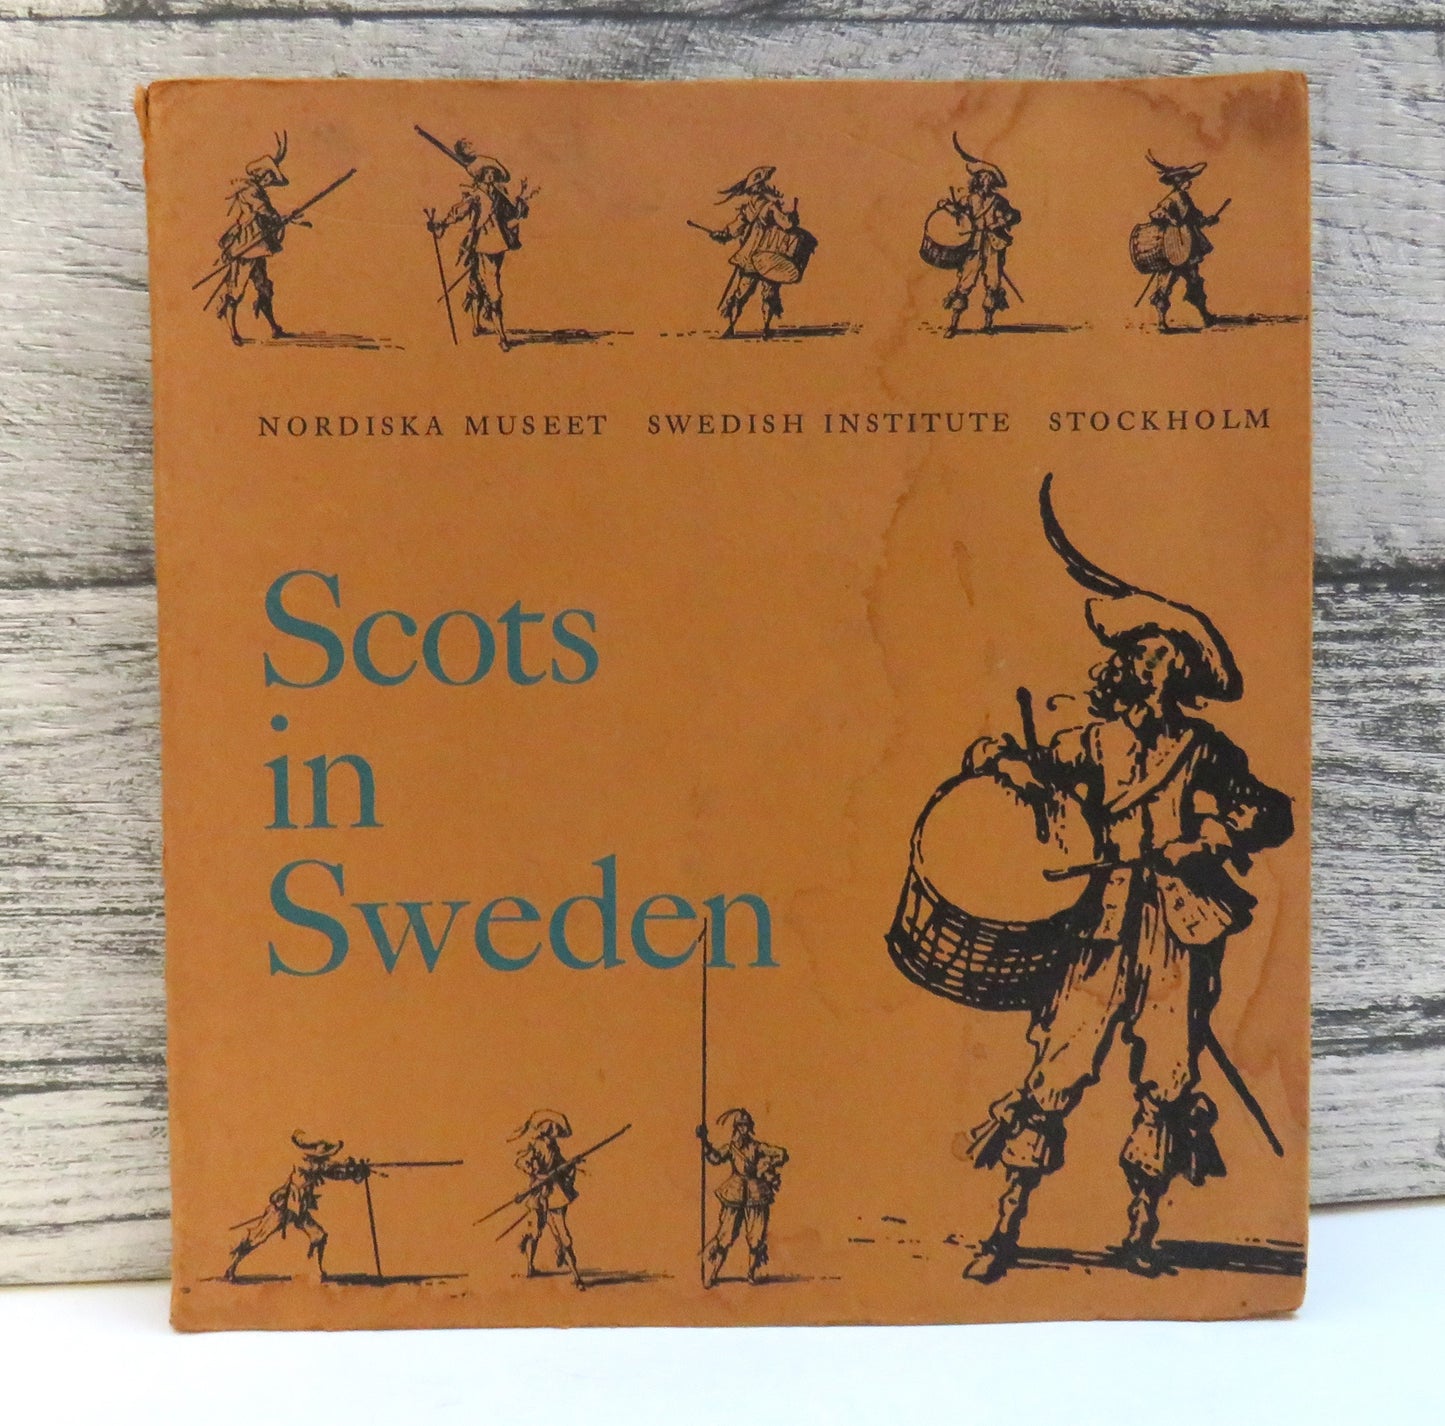 NORDISKA MUSEET SWEDISH INSTITUTE STOCKHOLM
Scots
in
Sweden